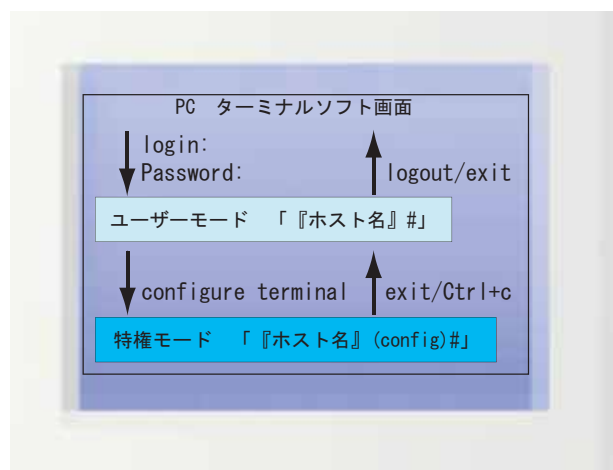 PC ターミナルソフト画面
login:
Password:
logout/exit
ユーザーモード 「『ホスト名』#」
configure terminal
exit/Ctrl+c
特権モード 「『ホスト名』(config)#」